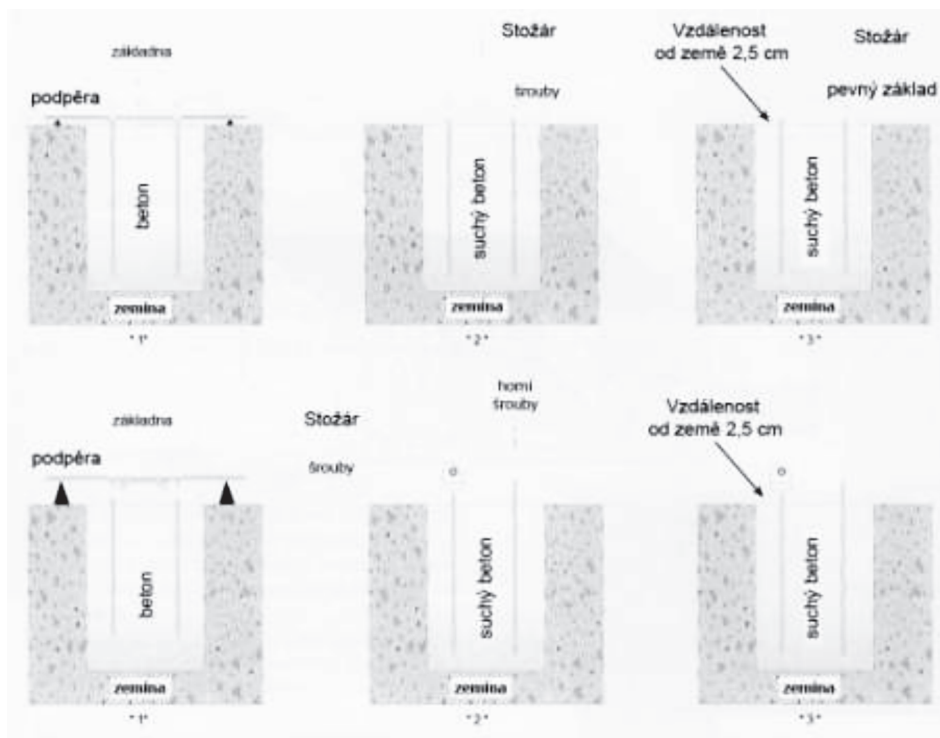 základna
podpěra
beton
zemina
"1"
Stožár
šrouby
suchý beton
zemina
"2"
Vzdálenost
od země 2,5 cm
Stožár
pevný základ
suchý beton
zemina
"3"
základna
podpěra
beton
zemina
"1"
Stožár
šrouby
horní
šrouby
suchý beton
zemina
"2"
Vzdálenost
od země 2,5 cm
suchý beton
zemina
"3"